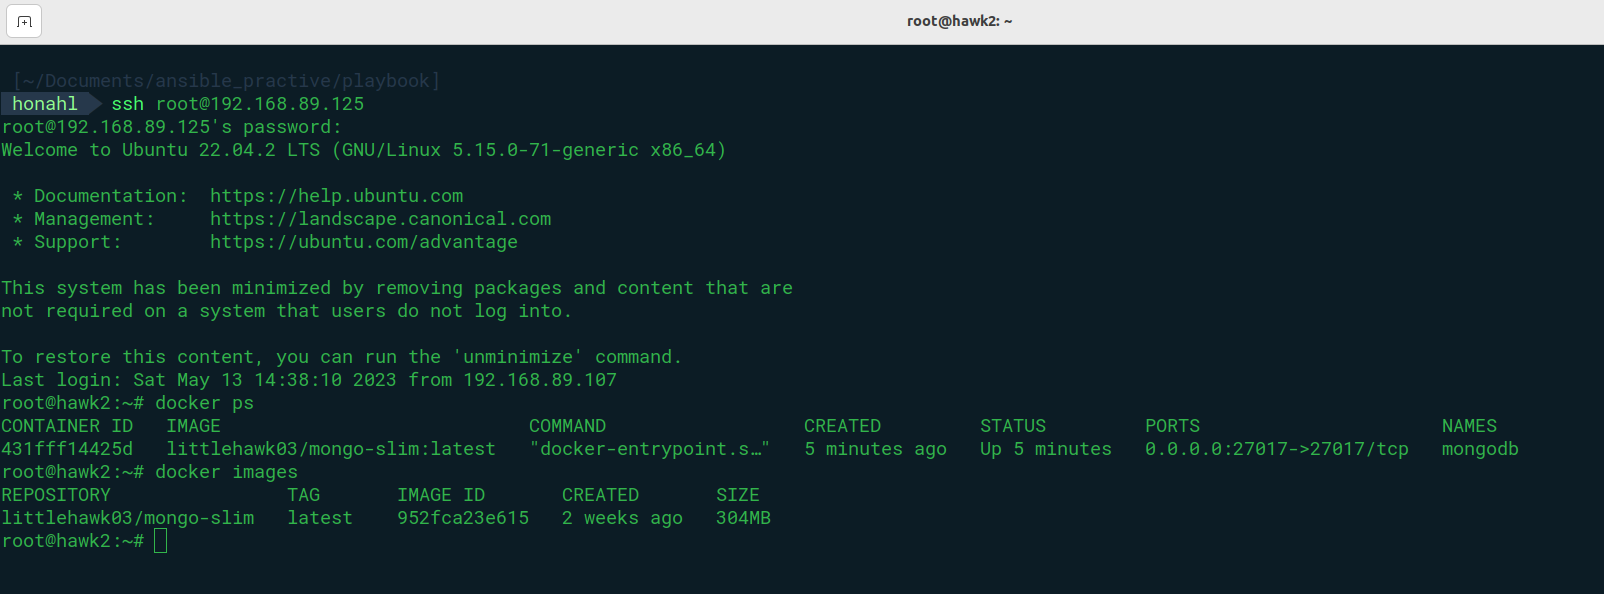 root@hawk2: ~
[~/Documents/ansible_practive/playbook]
honahl ssh root@192.168.89.125
root@192.168.89.125's password:
Welcome to Ubuntu 22.04.2 LTS (GNU/Linux 5.15.0-71-generic x86_64)
* Documentation:  https://help.ubuntu.com
* Management:     https://landscape.canonical.com
* Support:        https://ubuntu.com/advantage
This system has been minimized by removing packages and content that are
not required on a system that users do not log into.
To restore this content, you can run the 'unminimize' command.
Last login: Sat May 13 14:38:10 2023 from 192.168.89.107
root@hawk2:~# docker ps
CONTAINER ID   IMAGE                            COMMAND                  CREATED         STATUS         PORTS                      NAMES
431fff14425d   littlehawk03/mongo-slim:latest   "docker-entrypoint.s…"   5 minutes ago   Up 5 minutes   0.0.0.0:27017->27017/tcp   mongodb
root@hawk2:~# docker images
REPOSITORY                TAG       IMAGE ID       CREATED       SIZE
littlehawk03/mongo-slim   latest    952fca23e615   2 weeks ago   304MB
root@hawk2:~#